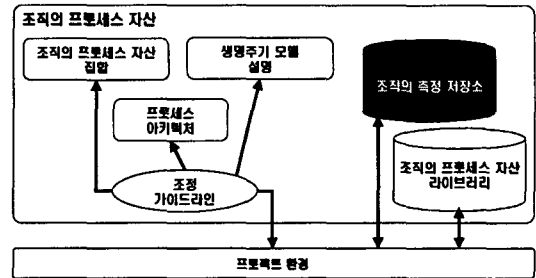 조직의 프로세스 자산
조직의 프로세스 자산
집합
생명주기 모델
설명
조직의 측정 저장소
프로세스
아키텍처
조직의 프로세스 자산
라이브러리
조정
가이드라인
프로젝트 환경